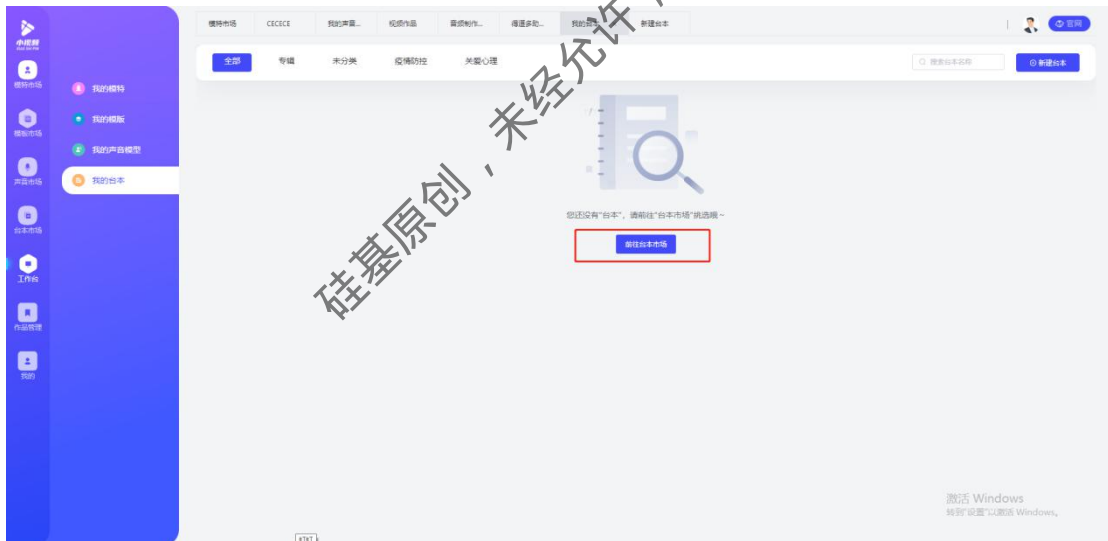 模特市场 CECECE 我的声音... 视频作品 音频制作... 得道多助... 我的台本 新建台本
官网
小视频
全部 专辑 未分类 疫情防控 关爱心理
搜索台本名称
新建台本
模特市场
模板市场
声音市场
台本市场
工作台
作品管理
我的
我的模特
我的模版
我的声音模型
我的台本
您还没有"台本"，请前往"台本市场"挑选哦~
前往台本市场
硅基原创，未经允许，
激活 Windows
转到"设置"以激活 Windows。